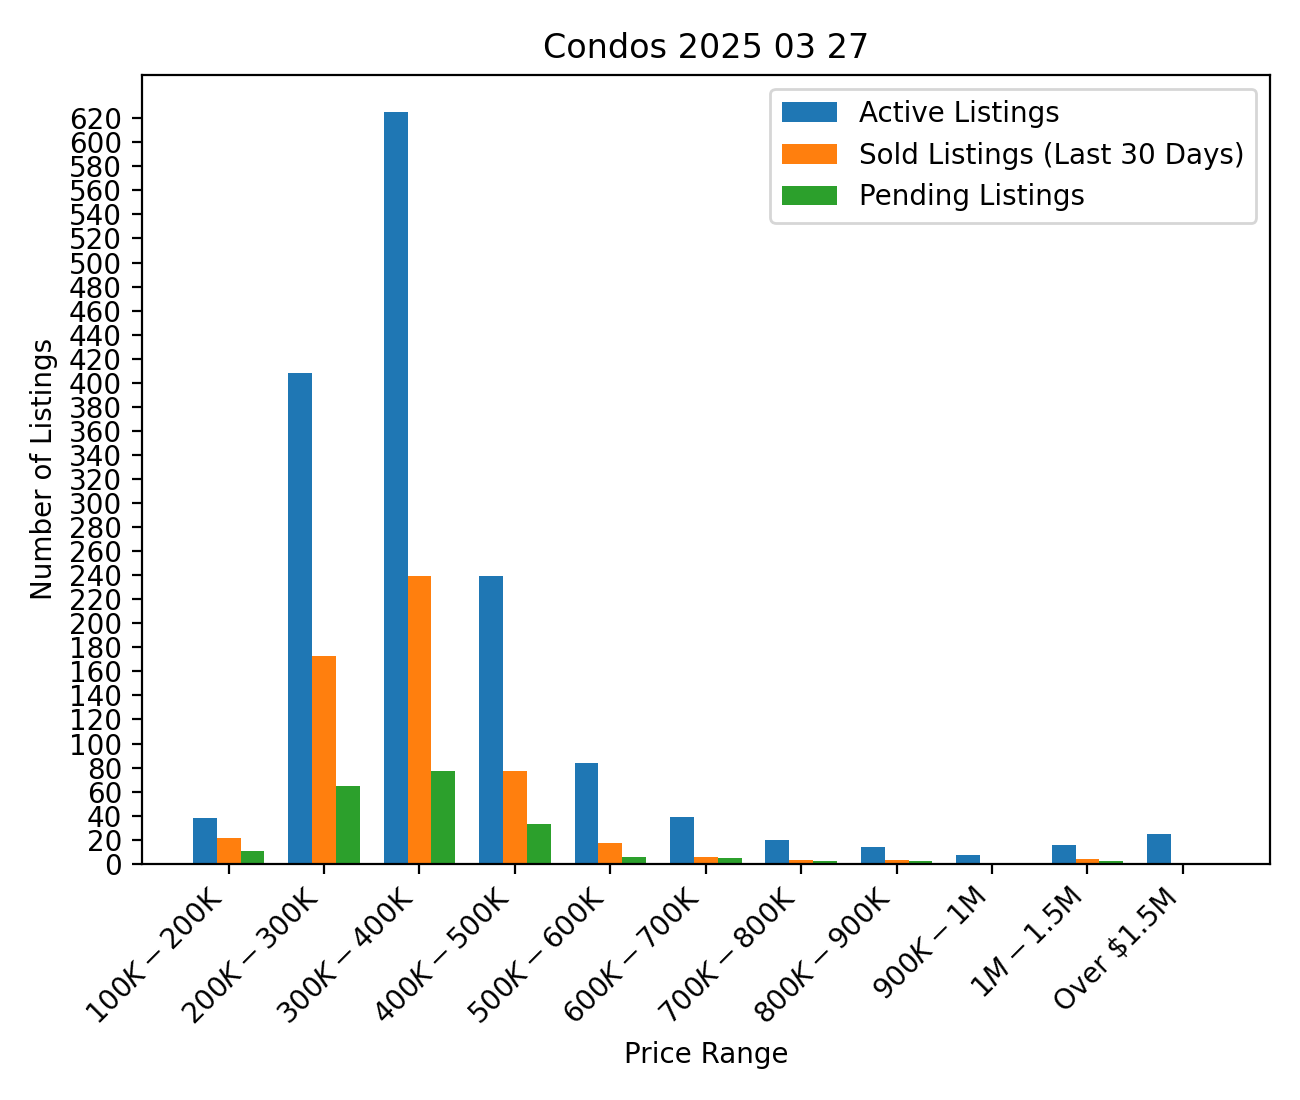 Condos 2025 03 27
Active Listings
Sold Listings (Last 30 Days)
Pending Listings
Number of Listings
620
600
580
560
540
520
500
480
460
440
420
400
380
360
340
320
300
280
260
240
220
200
180
160
140
120
100
80
60
40
20
0
100K − 200K
200K − 300K
300K − 400K
400K − 500K
500K − 600K
600K − 700K
700K − 800K
800K − 900K
900K − 1M
1M − 1.5M
Over $1.5M
Price Range